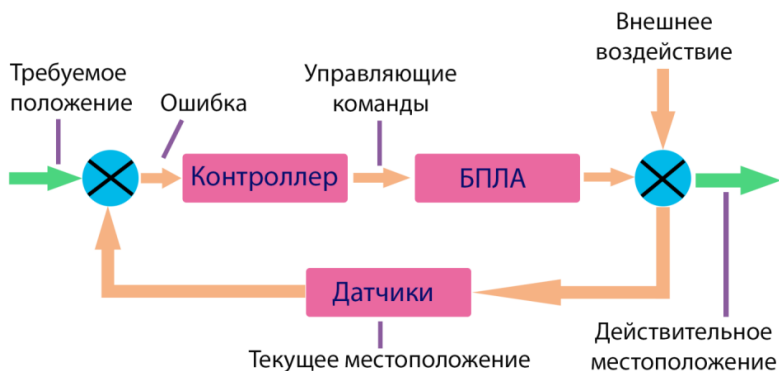 Требуемое
положение
Ошибка
Управляющие
команды
Внешнее
воздействие
Контроллер
БПЛА
Датчики
Текущее местоположение
Действительное
местоположение